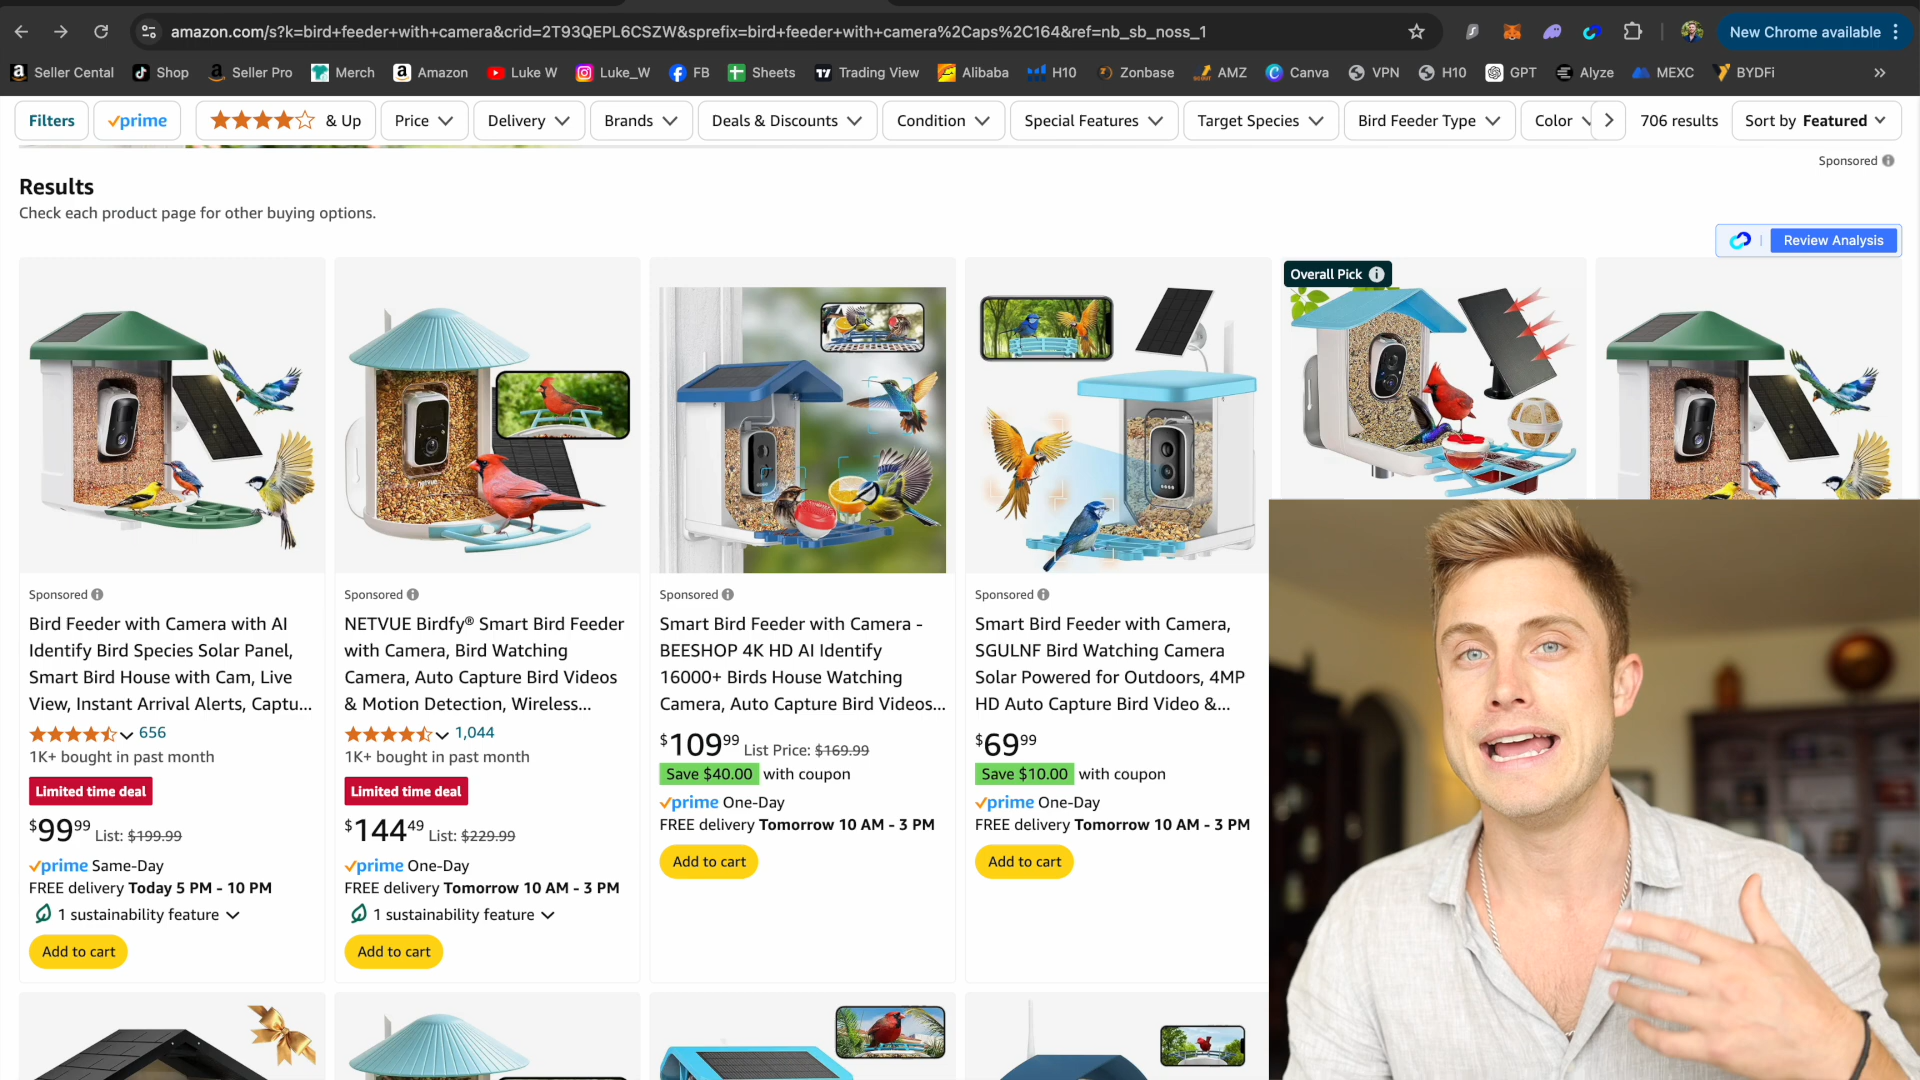 amazon.com/s?k=bird+feeder+with+camera&crid=2T93QEPL6CSZW&sprefix=bird+feeder+with+camera%2Caps%2C164&ref=nb_sb_noss_1
New Chrome available
Seller Cental
Shop
Seller Pro
Merch
Amazon
Luke W
Luke_W
FB
Sheets
Trading View
Alibaba
H10
Zonbase
AMZ
Canva
VPN
H10
GPT
Alyze
MEXC
BYDFi
Filters
prime
& Up
Price
Delivery
Brands
Deals & Discounts
Condition
Special Features
Target Species
Bird Feeder Type
Color
706 results
Sort by Featured
Sponsored
Results
Check each product page for other buying options.
Review Analysis
Overall Pick
Sponsored
Bird Feeder with Camera with AI
Identify Bird Species Solar Panel,
Smart Bird House with Cam, Live
View, Instant Arrival Alerts, Captu...
656
1K+ bought in past month
Limited time deal
$99.99 List: $199.99
prime Same-Day
FREE delivery Today 5 PM - 10 PM
1 sustainability feature
Add to cart
Sponsored
NETVUE Birdfy® Smart Bird Feeder
with Camera, Bird Watching
Camera, Auto Capture Bird Videos
& Motion Detection, Wireless...
1,044
1K+ bought in past month
Limited time deal
$144.49 List: $229.99
prime One-Day
FREE delivery Tomorrow 10 AM - 3 PM
1 sustainability feature
Add to cart
Sponsored
Smart Bird Feeder with Camera -
BEESHOP 4K HD AI Identify
16000+ Birds House Watching
Camera, Auto Capture Bird Videos...
$109.99 List Price: $169.99
Save $40.00 with coupon
prime One-Day
FREE delivery Tomorrow 10 AM - 3 PM
Add to cart
Sponsored
Smart Bird Feeder with Camera,
SGULNF Bird Watching Camera
Solar Powered for Outdoors, 4MP
HD Auto Capture Bird Video &...
$69.99
Save $10.00 with coupon
prime One-Day
FREE delivery Tomorrow 10 AM - 3 PM
Add to cart